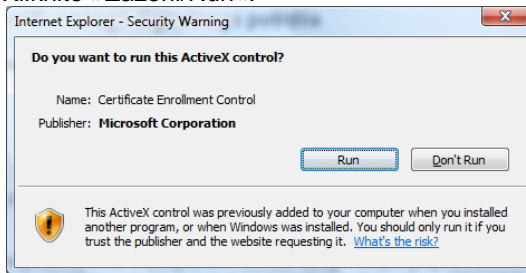 Internet Explorer - Security Warning
Do you want to run this ActiveX control?
Name: Certificate Enrollment Control
Publisher: Microsoft Corporation
Run Don't Run
This ActiveX control was previously added to your computer when you installed
another program, or when Windows was installed. You should only run it if you
trust the publisher and the website requesting it. What's the risk?